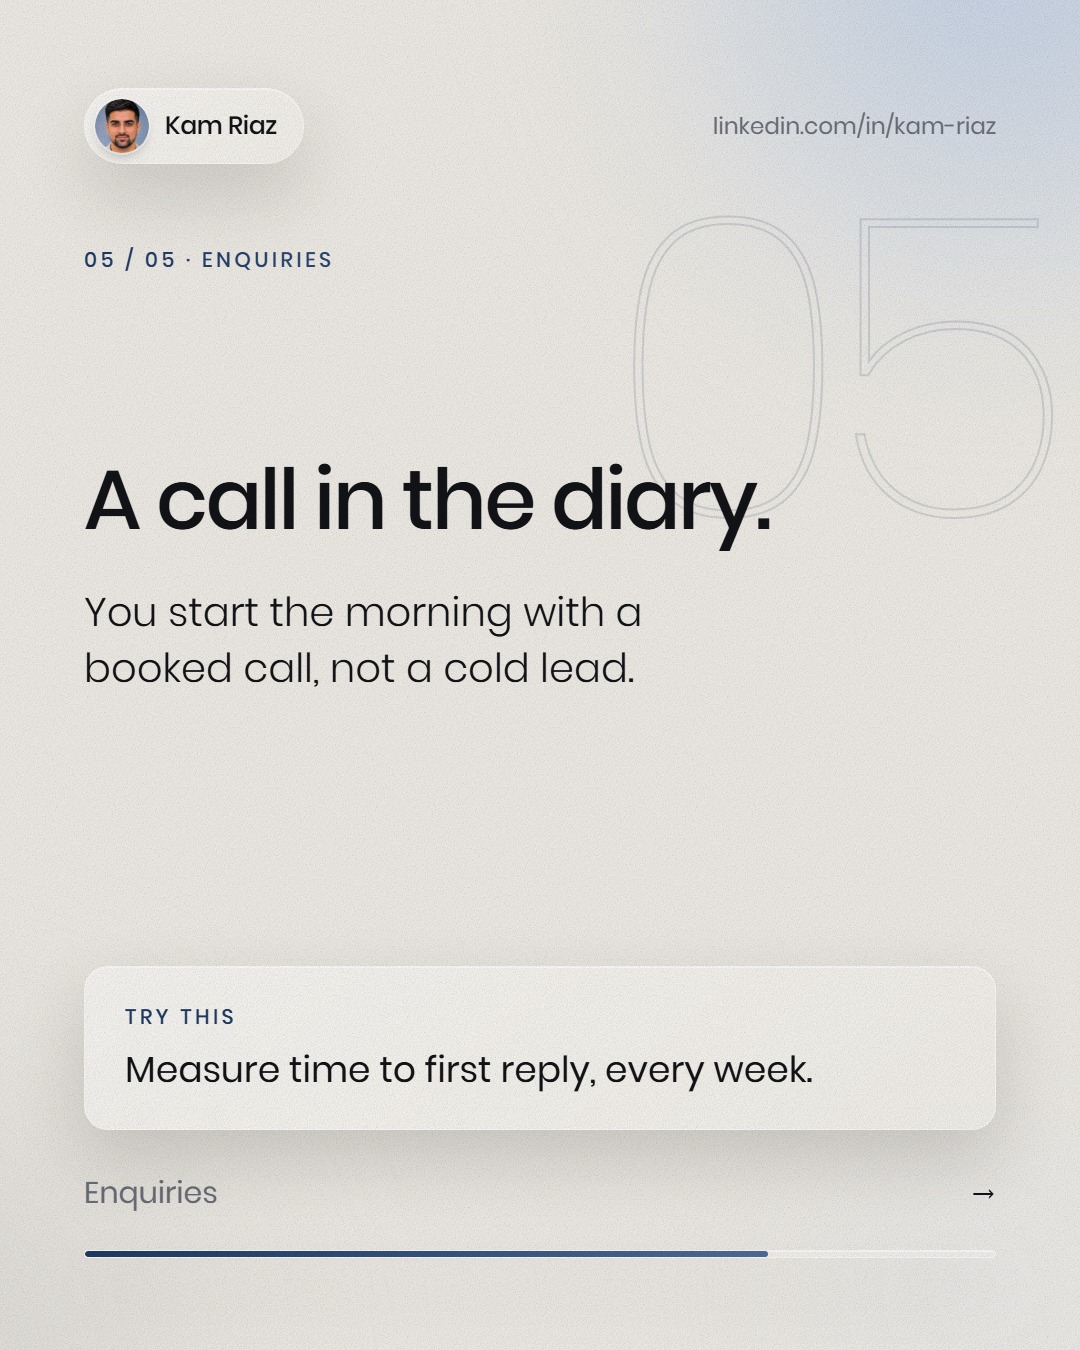 Kam Riaz
linkedin.com/in/kam-riaz
05 / 05 · ENQUIRIES
05
A call in the diary.
You start the morning with a
booked call, not a cold lead.
TRY THIS
Measure time to first reply, every week.
Enquiries
→